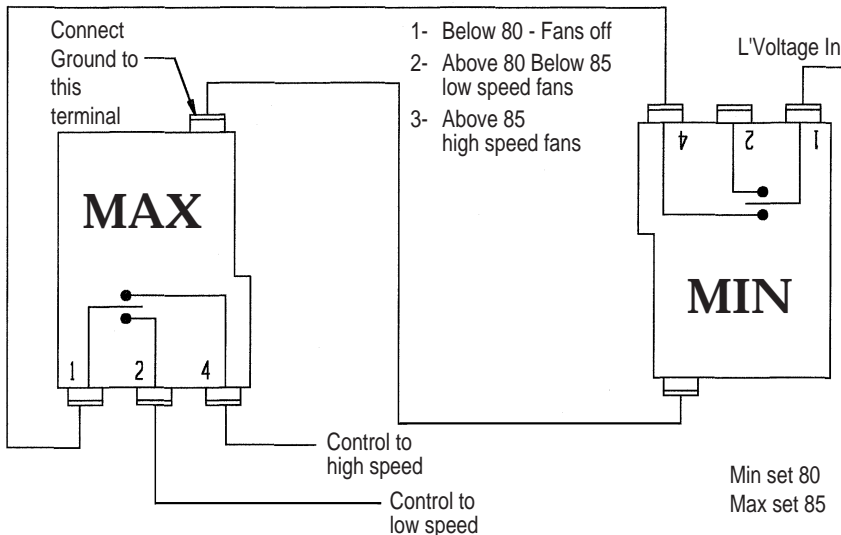 Connect
Ground to
this
terminal
1- Below 80 - Fans off
2- Above 80 Below 85
low speed fans
3- Above 85
high speed fans
L'Voltage In
4 2 1
MAX
MIN
1 2 4
Control to
high speed
Control to
low speed
Min set 80
Max set 85